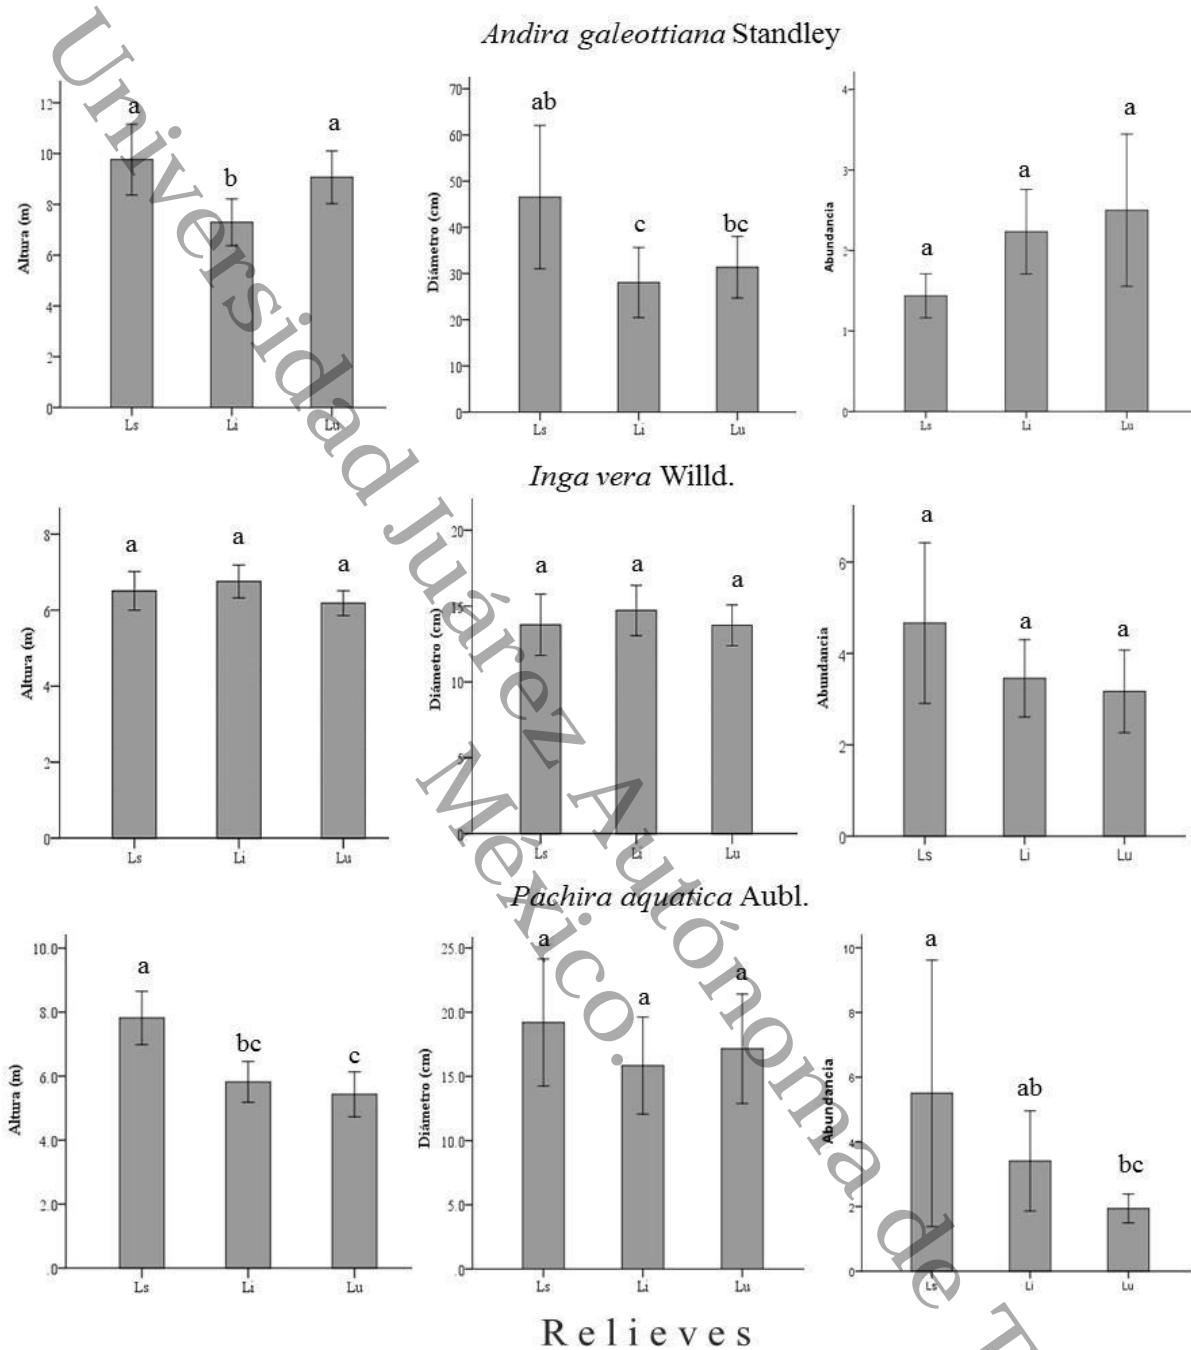 Andira galeottiana Standley
12
10
8
6
4
2
0
Altura (m)
a
b
a
Ls
Li
Lu
70
60
50
40
30
20
10
0
Diámetro (cm)
ab
c
bc
Ls
Li
Lu
4
3
2
1
0
Abundancia
a
a
a
Ls
Li
Lu
Inga vera Willd.
8
6
4
2
0
Altura (m)
a
a
a
Ls
Li
Lu
20
15
10
5
0
Diámetro (cm)
a
a
a
Ls
Li
Lu
6
4
2
0
Abundancia
a
a
a
Ls
Li
Lu
Pachira aquatica Aubl.
10.0
8.0
6.0
4.0
2.0
.0
Altura (m)
a
bc
c
Ls
Li
Lu
25.0
20.0
15.0
10.0
5.0
.0
Diámetro (cm)
a
a
a
Ls
Li
Lu
10
8
6
4
2
0
Abundancia
a
ab
bc
Ls
Li
Lu
Relieves
Universidad Juárez Autónoma de T
México.